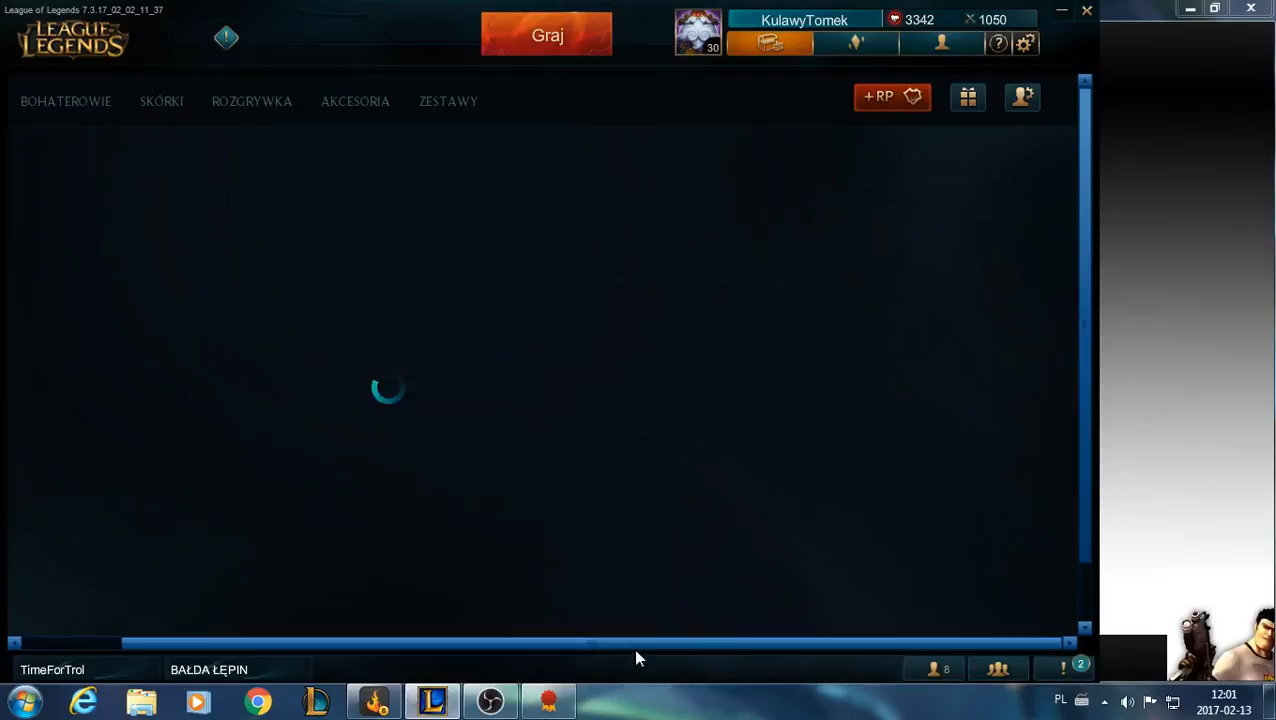 League of Legends 7.3.17_02_02_11_37
LEAGUE OF LEGENDS
Graj
30
KulawyTomek
3342
1050
BOHATEROWIE
SKÓRKI
ROZGRYWKA
AKCESORIA
ZESTAWY
+RP
TimeForTrol
BAŁDA ŁĘPIN
8
2
PL
12:01
2017-02-13